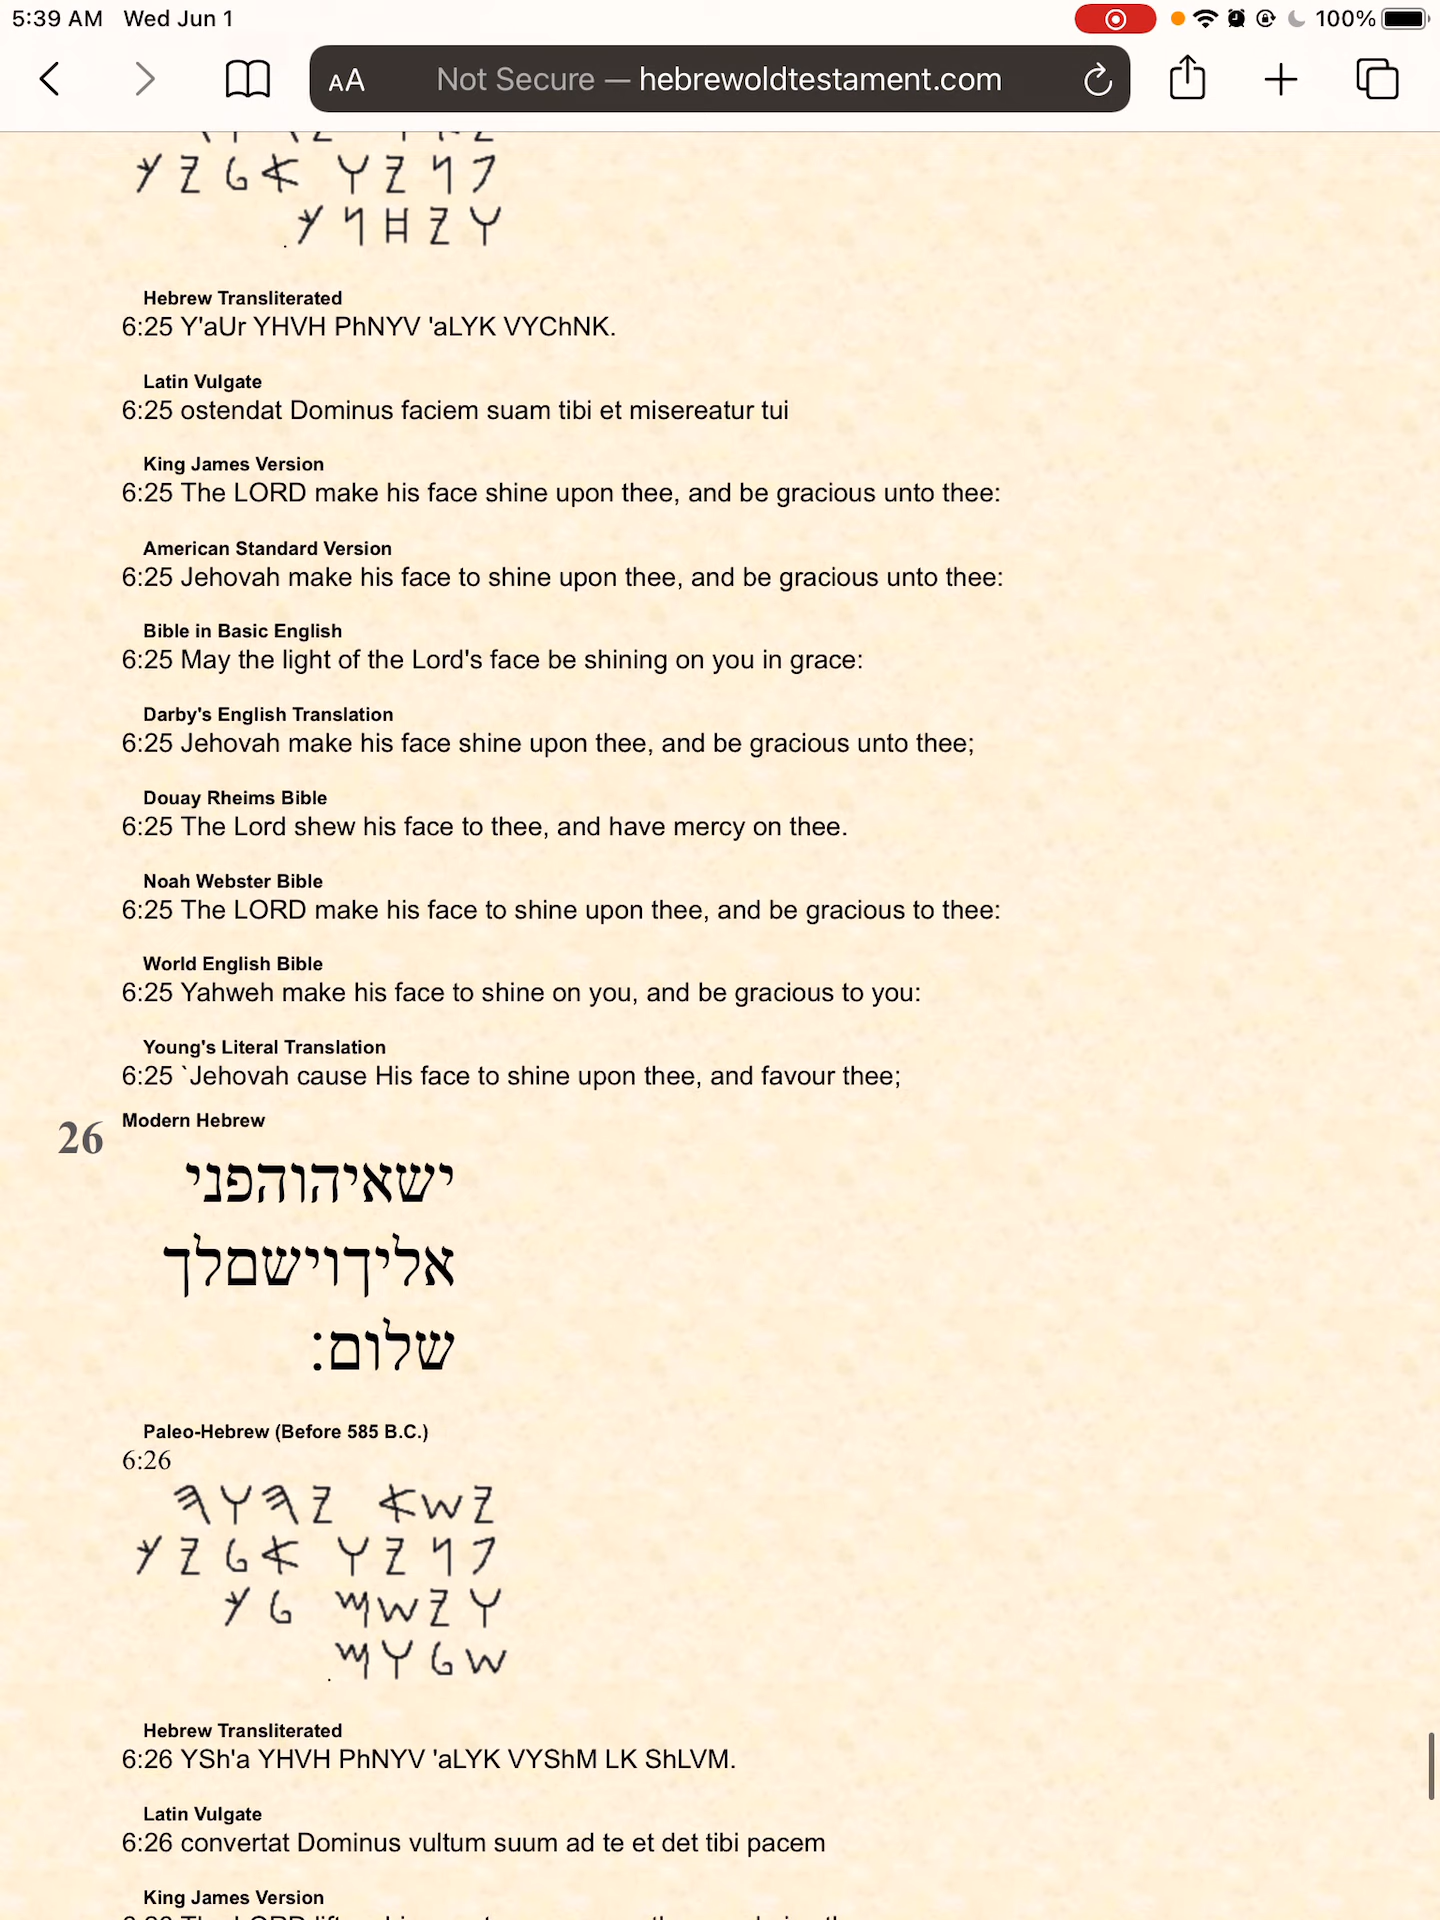 5:39 AM Wed Jun 1
100%
AA Not Secure — hebrewoldtestament.com
𐤐𐤍𐤉𐤅 𐤀𐤋𐤉𐤊
𐤅𐤉𐤇𐤍𐤊.
Hebrew Transliterated
6:25 Y'aUr YHVH PhNYV 'aLYK VYChNK.
Latin Vulgate
6:25 ostendat Dominus faciem suam tibi et misereatur tui
King James Version
6:25 The LORD make his face shine upon thee, and be gracious unto thee:
American Standard Version
6:25 Jehovah make his face to shine upon thee, and be gracious unto thee:
Bible in Basic English
6:25 May the light of the Lord's face be shining on you in grace:
Darby's English Translation
6:25 Jehovah make his face shine upon thee, and be gracious unto thee;
Douay Rheims Bible
6:25 The Lord shew his face to thee, and have mercy on thee.
Noah Webster Bible
6:25 The LORD make his face to shine upon thee, and be gracious to thee:
World English Bible
6:25 Yahweh make his face to shine on you, and be gracious to you:
Young's Literal Translation
6:25 `Jehovah cause His face to shine upon thee, and favour thee;
26 Modern Hebrew
ישאיהוהפני
אליךוישםלך
שלום:
Paleo-Hebrew (Before 585 B.C.)
6:26
𐤉𐤔𐤀 𐤉𐤄𐤅𐤄
𐤐𐤍𐤉𐤅 𐤀𐤋𐤉𐤊
𐤅𐤉𐤔𐤌 𐤋𐤊
𐤔𐤋𐤅𐤌.
Hebrew Transliterated
6:26 YSh'a YHVH PhNYV 'aLYK VYShM LK ShLVM.
Latin Vulgate
6:26 convertat Dominus vultum suum ad te et det tibi pacem
King James Version